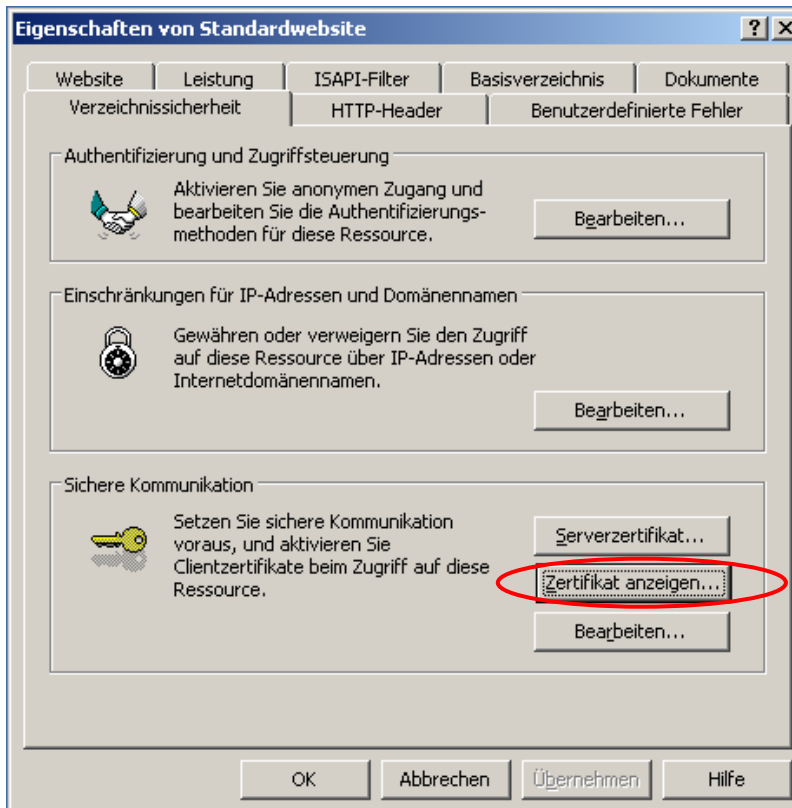 Eigenschaften von Standardwebsite
Website Leistung ISAPI-Filter Basisverzeichnis Dokumente
Verzeichnissicherheit HTTP-Header Benutzerdefinierte Fehler
Authentifizierung und Zugriffsteuerung
Aktivieren Sie anonymen Zugang und
bearbeiten Sie die Authentifizierungs-
methoden für diese Ressource.
Bearbeiten...
Einschränkungen für IP-Adressen und Domänennamen
Gewähren oder verweigern Sie den Zugriff
auf diese Ressource über IP-Adressen oder
Internetdomänennamen.
Bearbeiten...
Sichere Kommunikation
Setzen Sie sichere Kommunikation
voraus, und aktivieren Sie
Clientzertifikate beim Zugriff auf diese
Ressource.
Serverzertifikat...
Zertifikat anzeigen...
Bearbeiten...
OK Abbrechen Übernehmen Hilfe